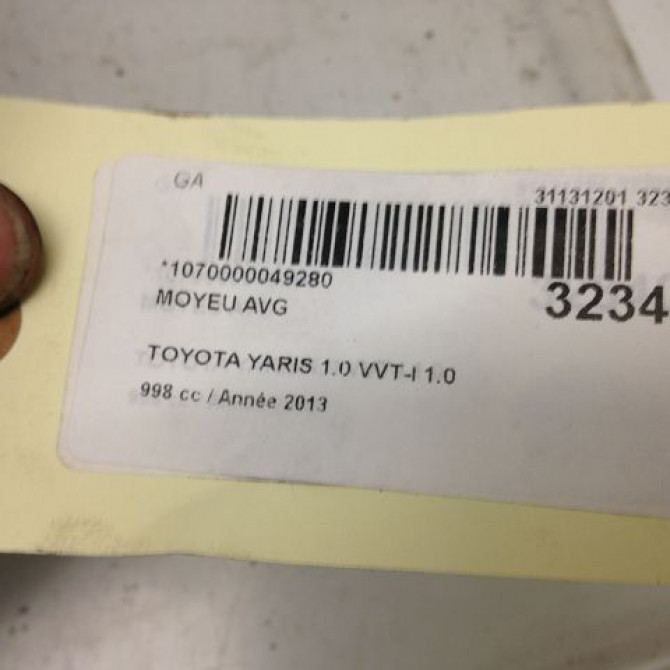 GA
31131201 323
*1070000049280
MOYEU AVG
3234
TOYOTA YARIS 1.0 VVT-I 1.0
998 cc / Année 2013